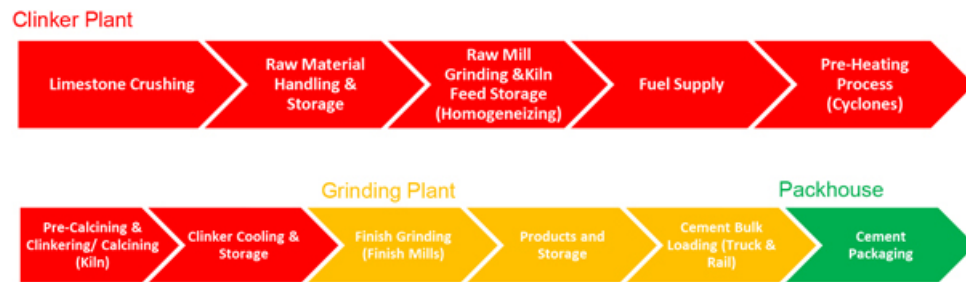 Clinker Plant
Limestone Crushing
Raw Material
Handling &
Storage
Raw Mill
Grinding &Kiln
Feed Storage
(Homogeneizing)
Fuel Supply
Pre-Heating
Process
(Cyclones)
Grinding Plant
Packhouse
Pre-Calcining &
Clinkering/ Calcining
(Kiln)
Clinker Cooling &
Storage
Finish Grinding
(Finish Mills)
Products and
Storage
Cement Bulk
Loading (Truck &
Rail)
Cement
Packaging